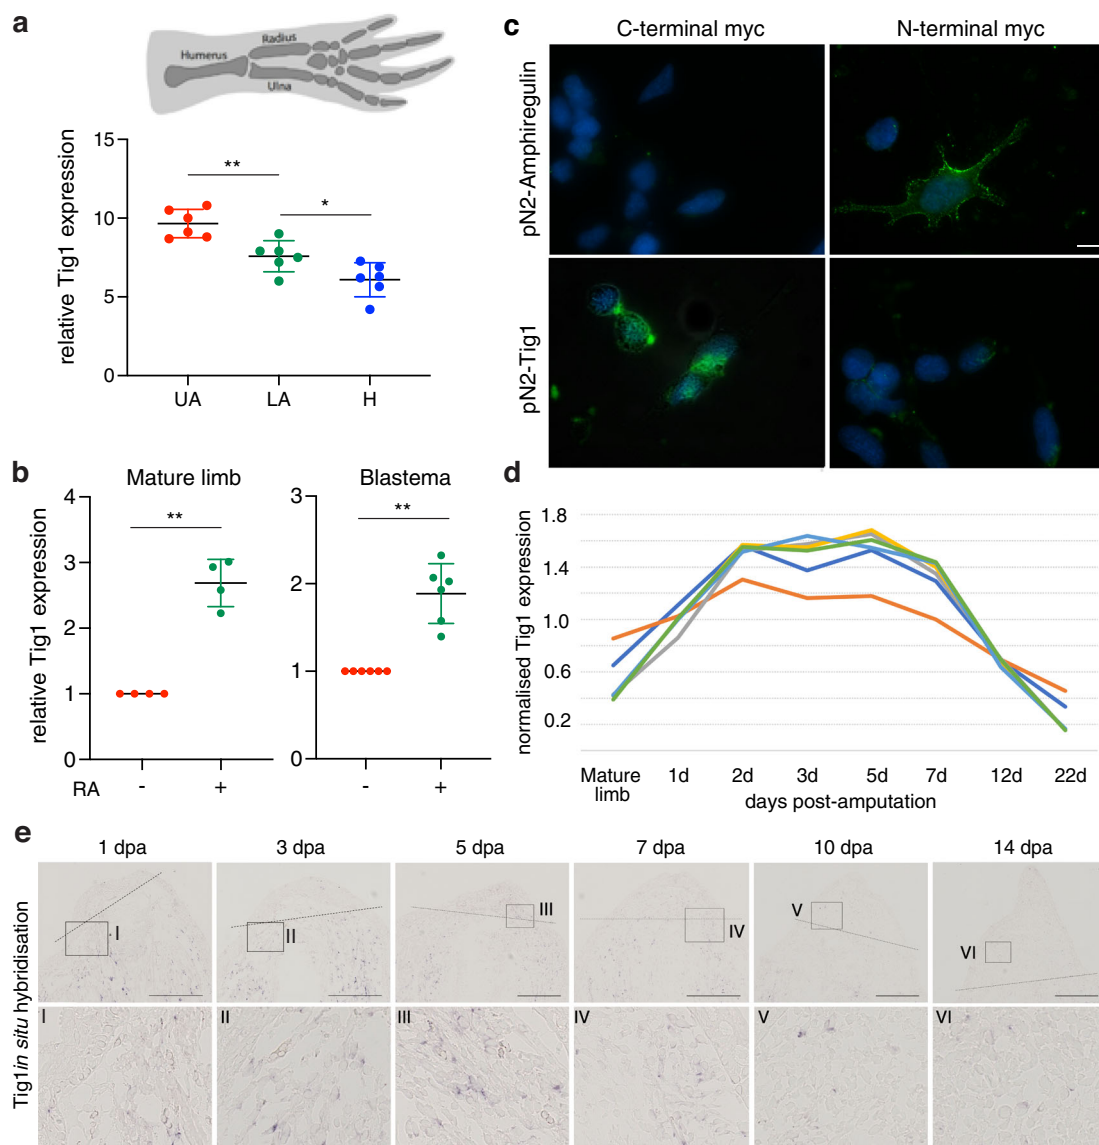 a
Humerus
Radius
Ulna
relative Tig1 expression
15
10
5
0
**
*
UA LA H
b
Mature limb
Blastema
relative Tig1 expression
4
3
2
1
0
**
3
2
1
0
**
RA - + - +
c
C-terminal myc N-terminal myc
pN2-Amphiregulin
pN2-Tig1
d
normalised Tig1 expression
1.8
1.4
1.0
0.6
0.2
Mature limb 1d 2d 3d 5d 7d 12d 22d
days post-amputation
e
1 dpa 3 dpa 5 dpa 7 dpa 10 dpa 14 dpa
Tig1 in situ hybridisation
I II III IV V VI
I II III IV V VI